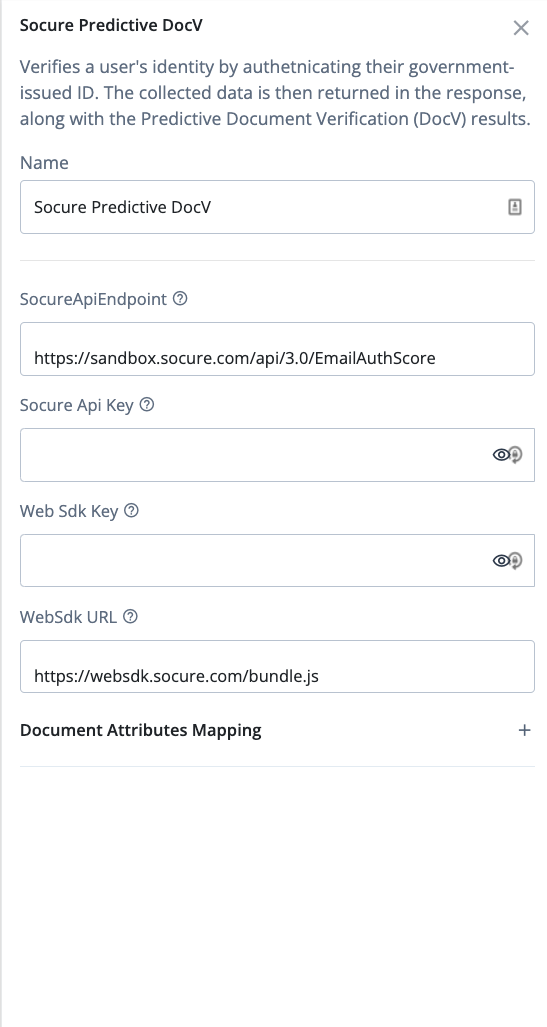 Socure Predictive DocV
Verifies a user's identity by authetnicating their government-
issued ID. The collected data is then returned in the response,
along with the Predictive Document Verification (DocV) results.
Name
Socure Predictive DocV
SocureApiEndpoint
https://sandbox.socure.com/api/3.0/EmailAuthScore
Socure Api Key
Web Sdk Key
WebSdk URL
https://websdk.socure.com/bundle.js
Document Attributes Mapping